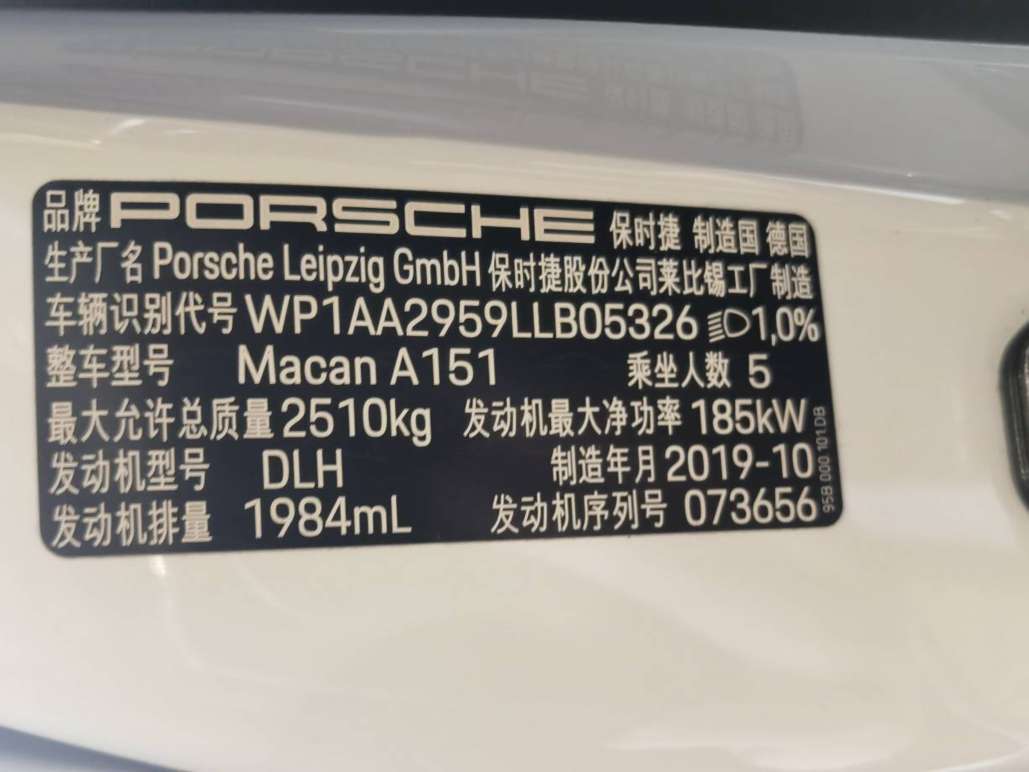 品牌 PORSCHE 保时捷 制造国 德国
生产厂名 Porsche Leipzig GmbH 保时捷股份公司莱比锡工厂制造
车辆识别代号 WP1AA2959LLB05326 1,0%
整车型号 Macan A151 乘坐人数 5
最大允许总质量 2510kg 发动机最大净功率 185kW
发动机型号 DLH 制造年月 2019-10
发动机排量 1984mL 发动机序列号 073656
95B 000 101 DB